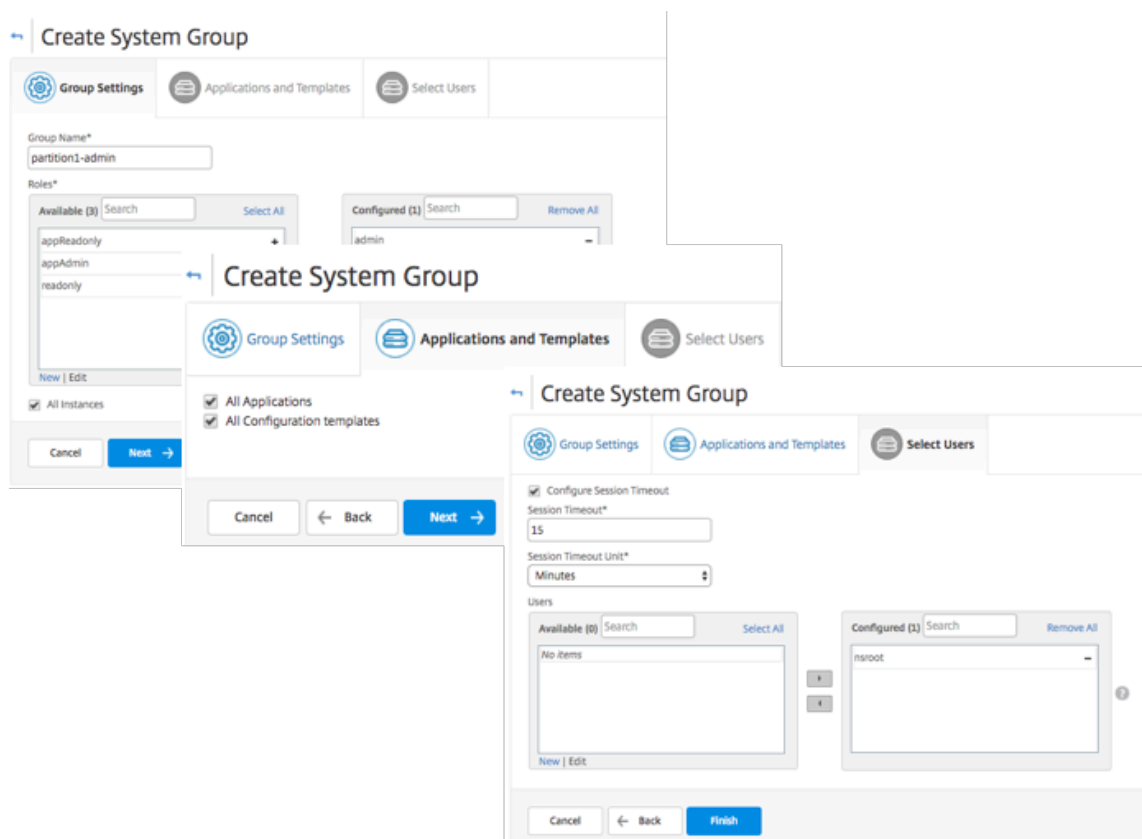 Create System Group
Group Settings Applications and Templates Select Users
Group Name*
partition1-admin
Roles*
Available (3) Search Select All Configured (1) Search Remove All
appReadonly + admin −
appAdmin
readonly
New | Edit
All Instances
Cancel Next →
Create System Group
Group Settings Applications and Templates Select Users
All Applications
All Configuration templates
Cancel ← Back Next →
Create System Group
Group Settings Applications and Templates Select Users
Configure Session Timeout
Session Timeout*
15
Session Timeout Unit*
Minutes
Users
Available (0) Search Select All Configured (1) Search Remove All
No items nsroot −
?
New | Edit
Cancel ← Back Finish